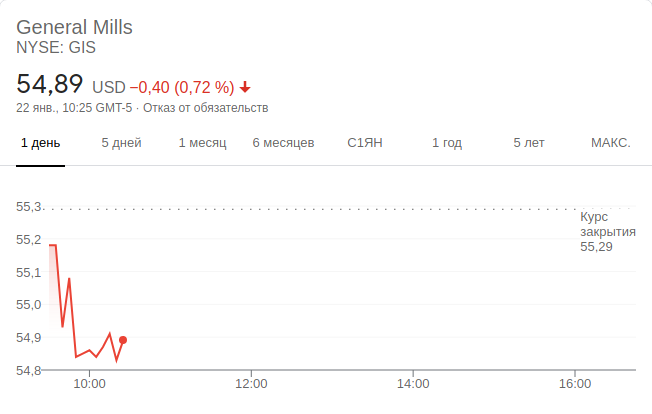 General Mills
NYSE: GIS
54,89 USD −0,40 (0,72 %)
22 янв., 10:25 GMT-5 · Отказ от обязательств
1 день 5 дней 1 месяц 6 месяцев С1ЯН 1 год 5 лет МАКС.
55,3
Курс
закрытия
55,29
55,2
55,1
55,0
54,9
54,8
10:00 12:00 14:00 16:00